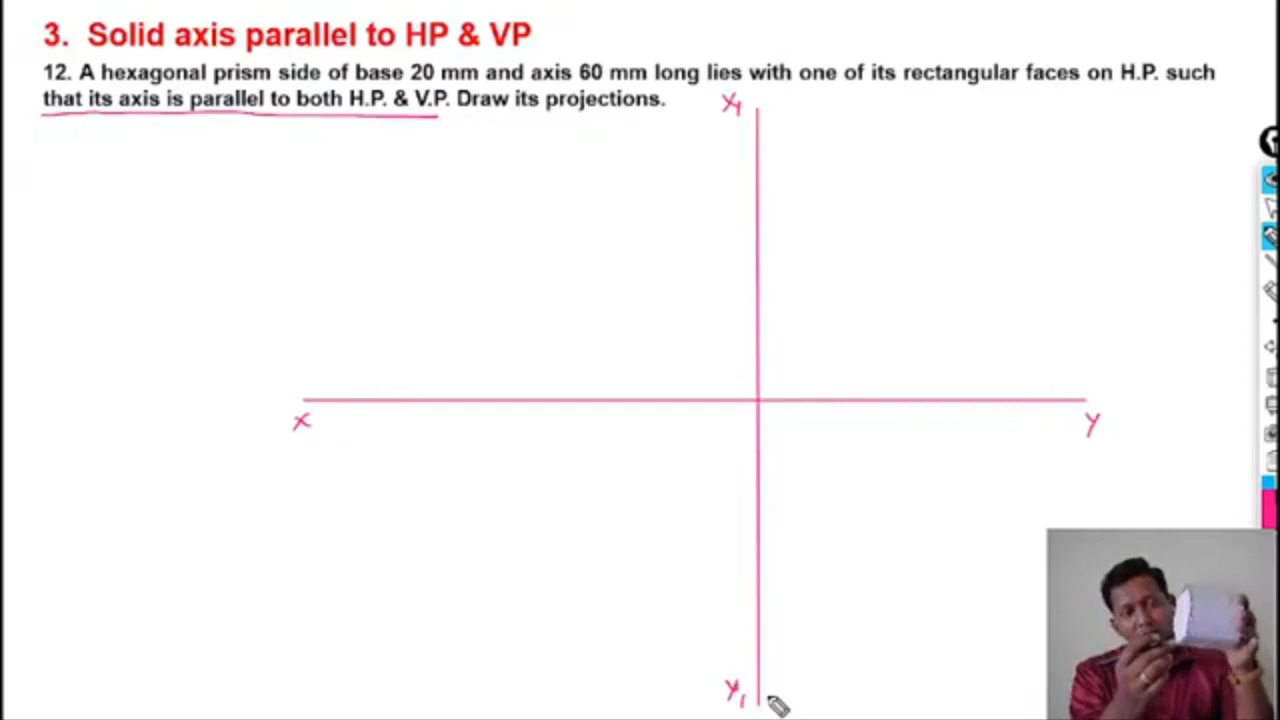 3. Solid axis parallel to HP & VP
12. A hexagonal prism side of base 20 mm and axis 60 mm long lies with one of its rectangular faces on H.P. such
that its axis is parallel to both H.P. & V.P. Draw its projections.
X1
X
Y
Y1